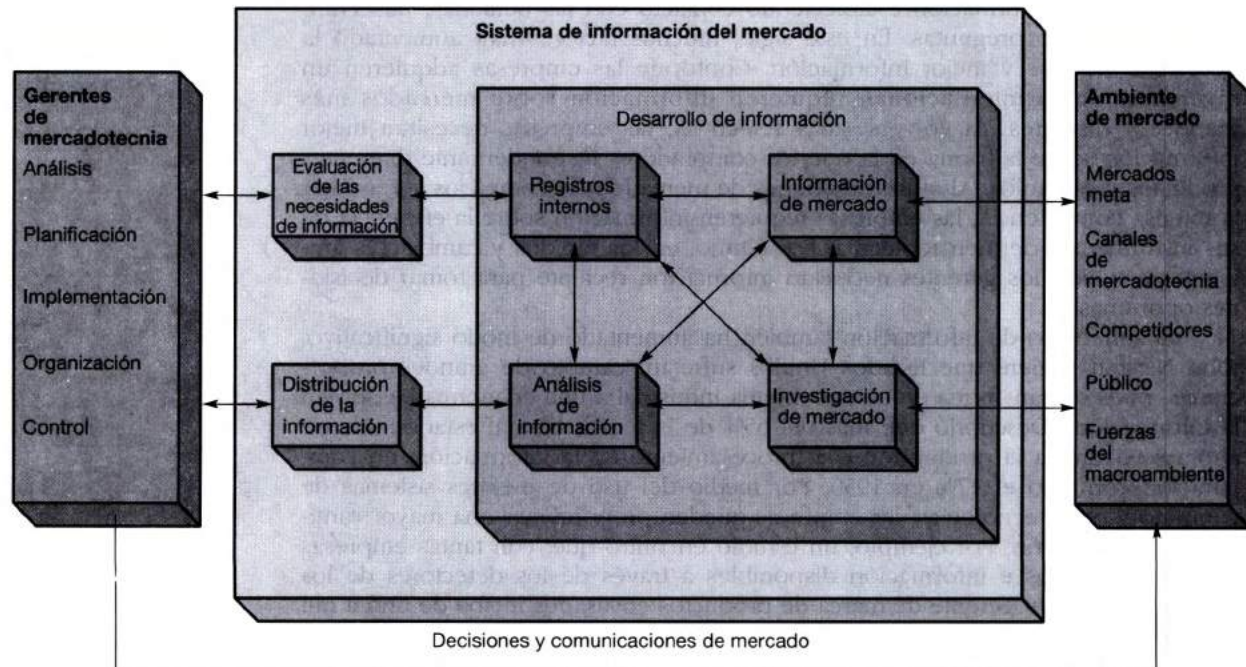 Sistema de información del mercado
Gerentes
de
mercadotecnia
Análisis
Planificación
Implementación
Organización
Control
Evaluación
de las
necesidades
de información
Distribución
de la
información
Desarrollo de información
Registros
internos
Información
de mercado
Análisis
de
información
Investigación
de mercado
Ambiente
de mercado
Mercados
meta
Canales
de
mercadotecnia
Competidores
Público
Fuerzas
del
macroambiente
Decisiones y comunicaciones de mercado